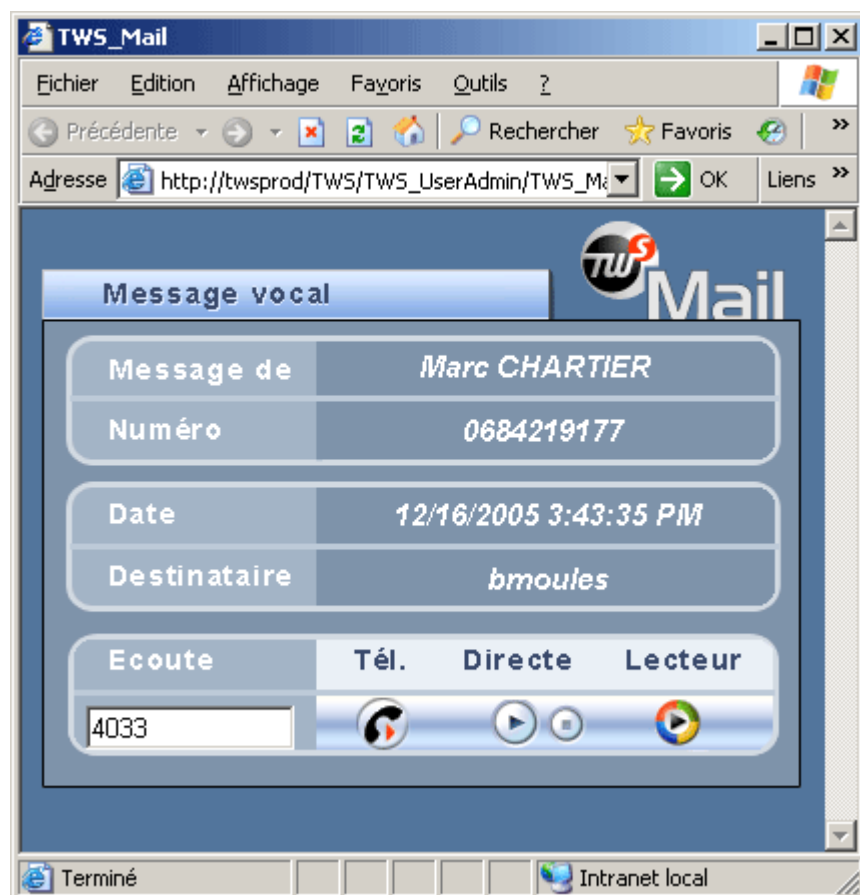 TWS_Mail
Fichier Edition Affichage Favoris Outils ?
Précédente Rechercher Favoris »
Adresse http://twsprod/TWS/TWS_UserAdmin/TWS_Ma OK Liens »
TWS Mail
Message vocal
Message de Marc CHARTIER
Numéro 0684219177
Date 12/16/2005 3:43:35 PM
Destinataire bmoules
Ecoute Tél. Directe Lecteur
4033
Terminé Intranet local